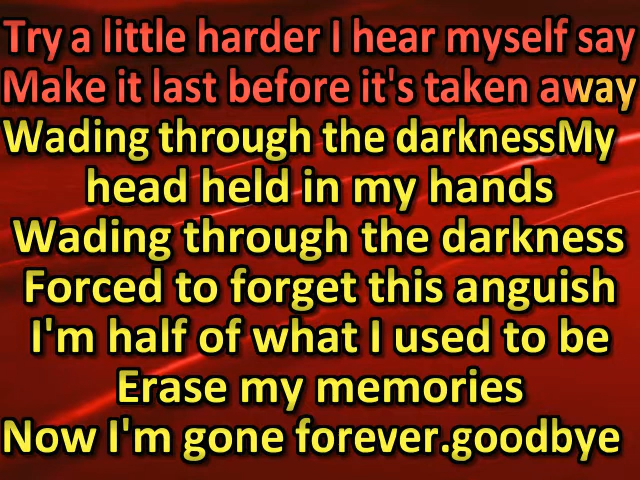 Try a little harder I hear myself say
Make it last before it's taken away
Wading through the darknessMy
head held in my hands
Wading through the darkness
Forced to forget this anguish
I'm half of what I used to be
Erase my memories
Now I'm gone forever.goodbye